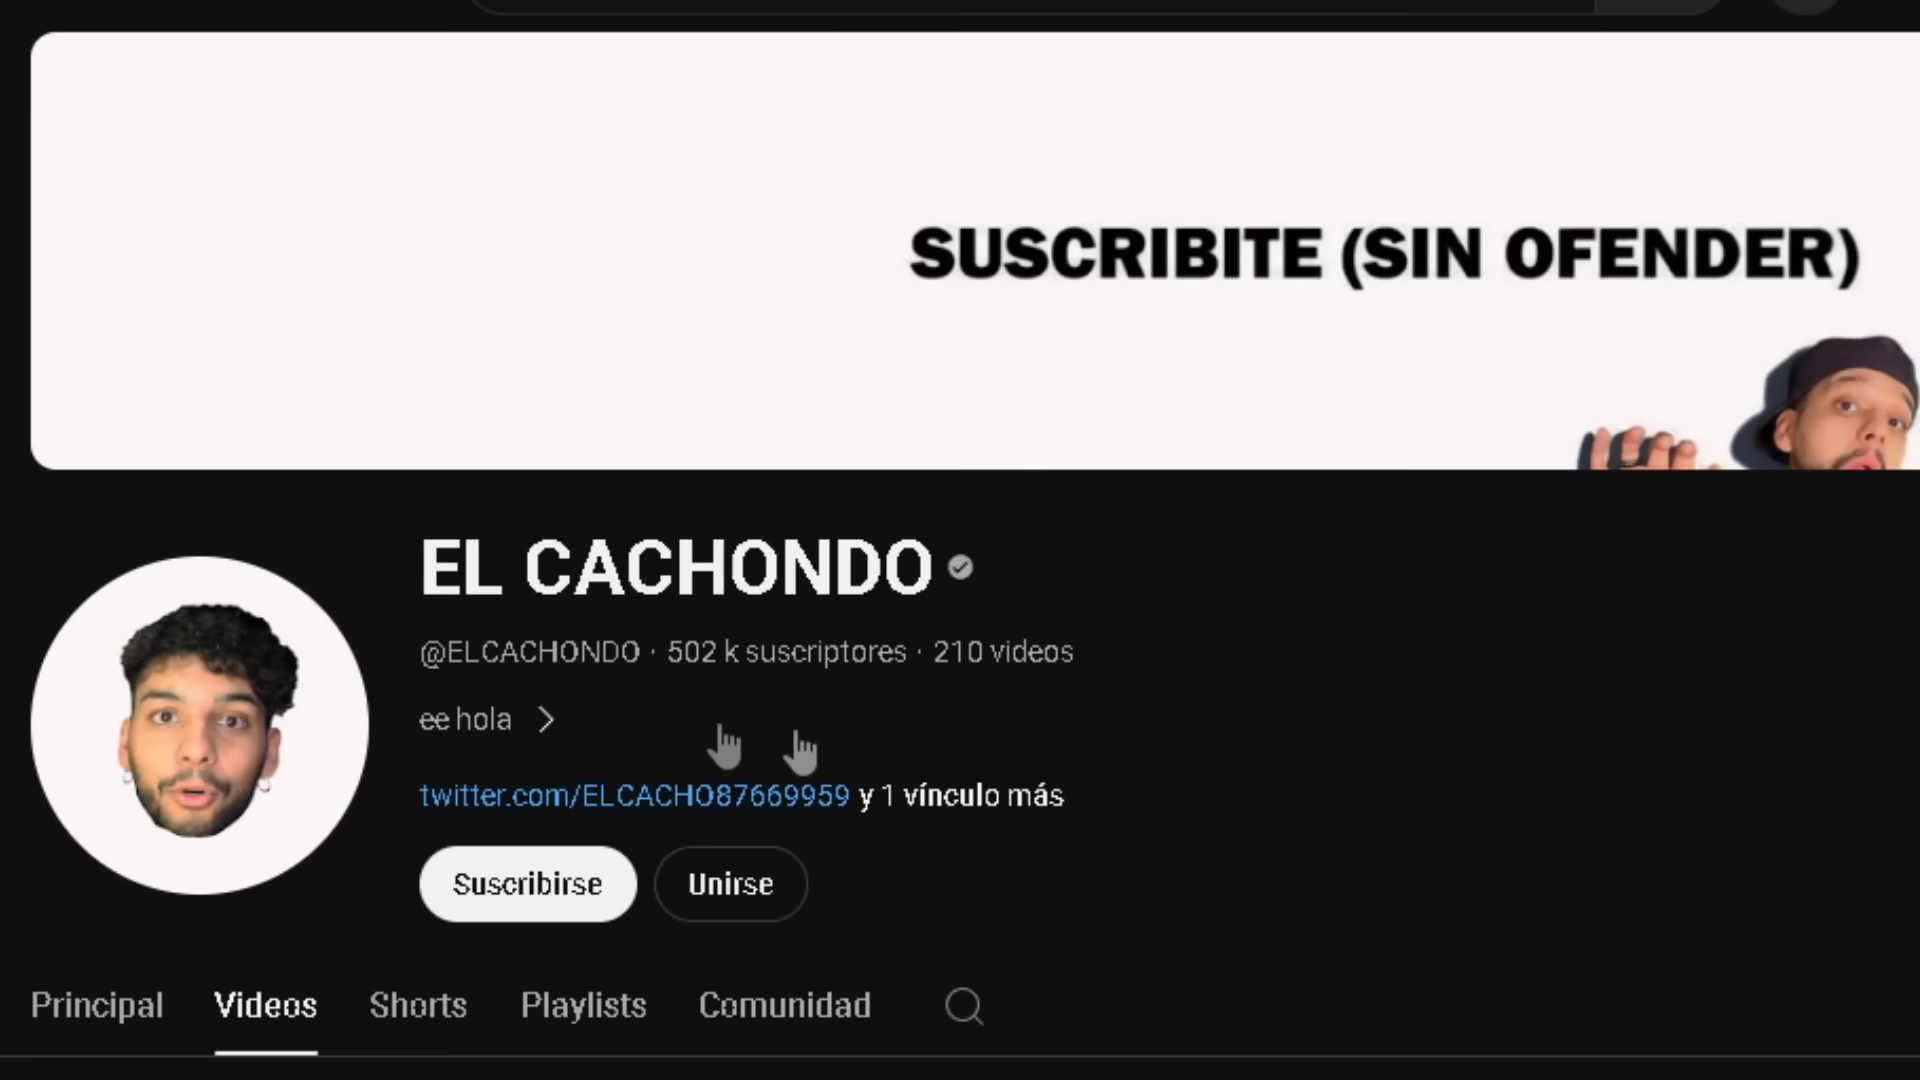 SUSCRIBITE (SIN OFENDER)
EL CACHONDO
@ELCACHONDO · 502 k suscriptores · 210 videos
ee hola
twitter.com/ELCACHO87669959 y 1 vínculo más
Suscribirse Unirse
Principal Videos Shorts Playlists Comunidad